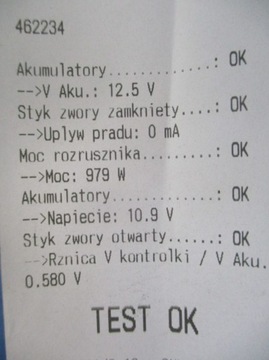 462234
Akumulatory............: OK
-->V Aku.: 12.5 V
Styk zwory zamkniety...: OK
-->Uplyw pradu: 0 mA
Moc rozrusznika........: OK
-->Moc: 979 W
Akumulatory............: OK
-->Napiecie: 10.9 V
Styk zwory otwarty.....: OK
-->Rznica V kontrolki / V Aku.
0.580 V
TEST OK